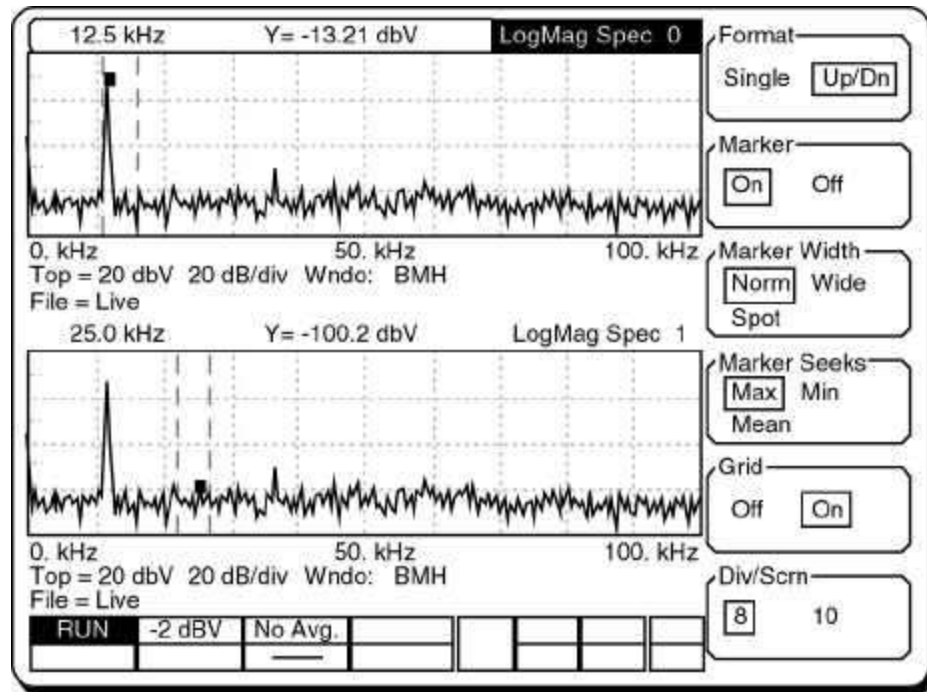 12.5 kHz Y= -13.21 dbV LogMag Spec 0
0. kHz 50. kHz 100. kHz
Top = 20 dbV 20 dB/div Wndo: BMH
File = Live
25.0 kHz Y= -100.2 dbV LogMag Spec 1
0. kHz 50. kHz 100. kHz
Top = 20 dbV 20 dB/div Wndo: BMH
File = Live
RUN -2 dBV No Avg.
Format
Single Up/Dn
Marker
On Off
Marker Width
Norm Wide
Spot
Marker Seeks
Max Min
Mean
Grid
Off On
Div/Scrn
8 10